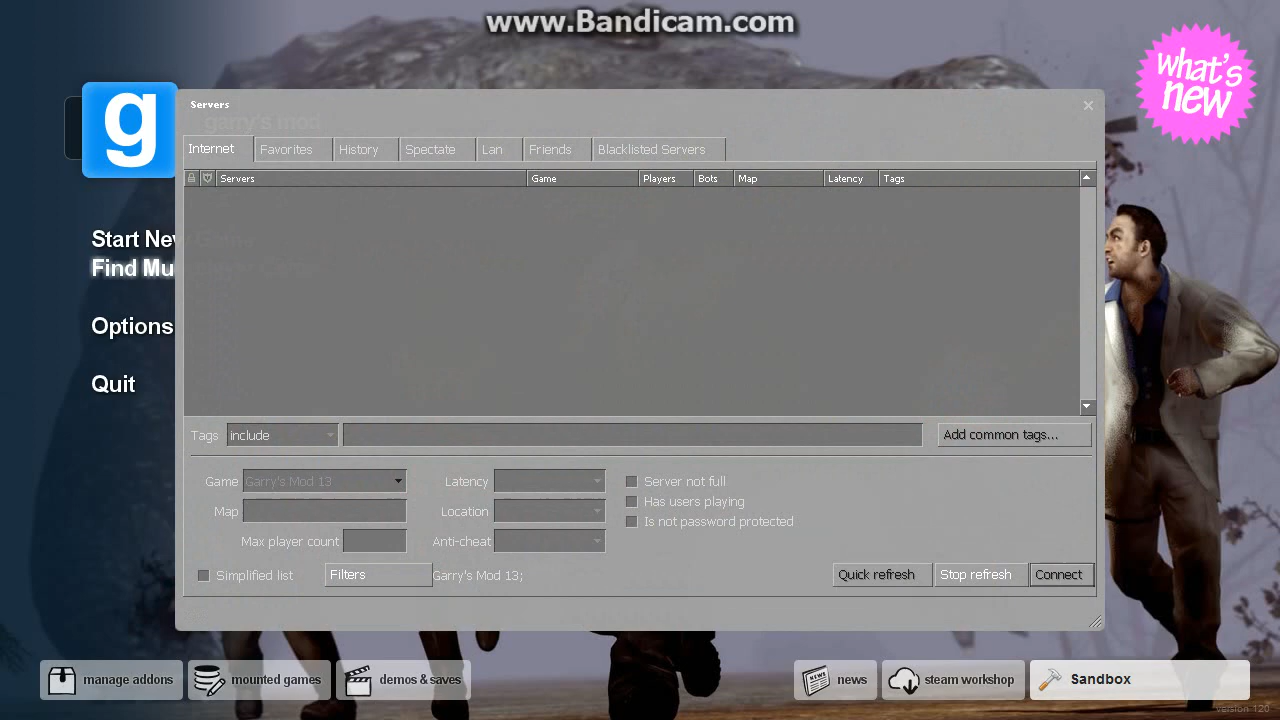 www.Bandicam.com
what's
new
g
garry's mod
Servers
Internet Favorites History Spectate Lan Friends Blacklisted Servers
Servers Game Players Bots Map Latency Tags
Start New Game
Find Mu
Options
Quit
Tags include Add common tags...
Game Garry's Mod 13 Latency Server not full
Map Location Has users playing
Is not password protected
Max player count Anti-cheat
Simplified list Filters Garry's Mod 13; Quick refresh Stop refresh Connect
manage addons mounted games demos & saves NEWS news steam workshop Sandbox
version 120